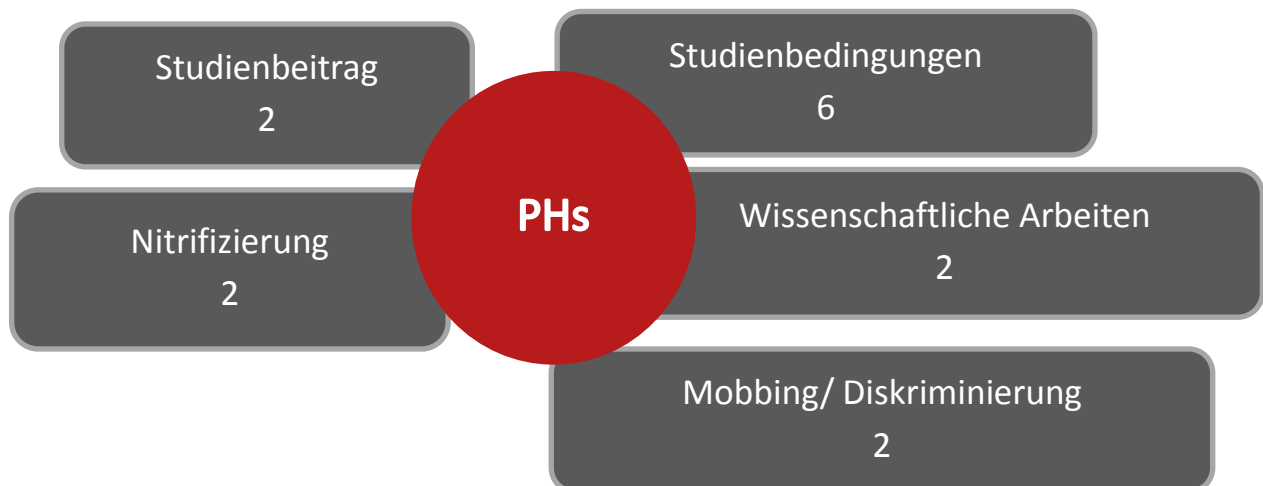 Studienbeitrag
2
Studienbedingungen
6
Nitrifizierung
2
PHs
Wissenschaftliche Arbeiten
2
Mobbing/ Diskriminierung
2